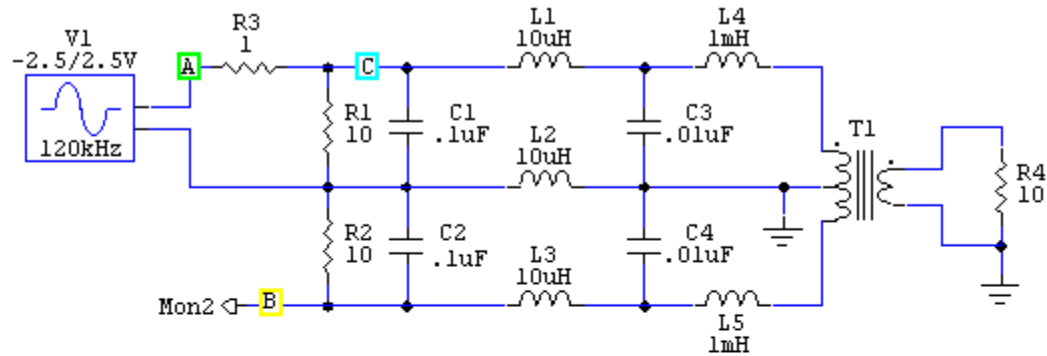 V1
-2.5/2.5V
120kHz
A
R3
1
C
R1
10
C1
.1uF
L1
10uH
L4
1mH
C3
.01uF
L2
10uH
T1
R4
10
R2
10
C2
.1uF
L3
10uH
C4
.01uF
Mon2
B
L5
1mH